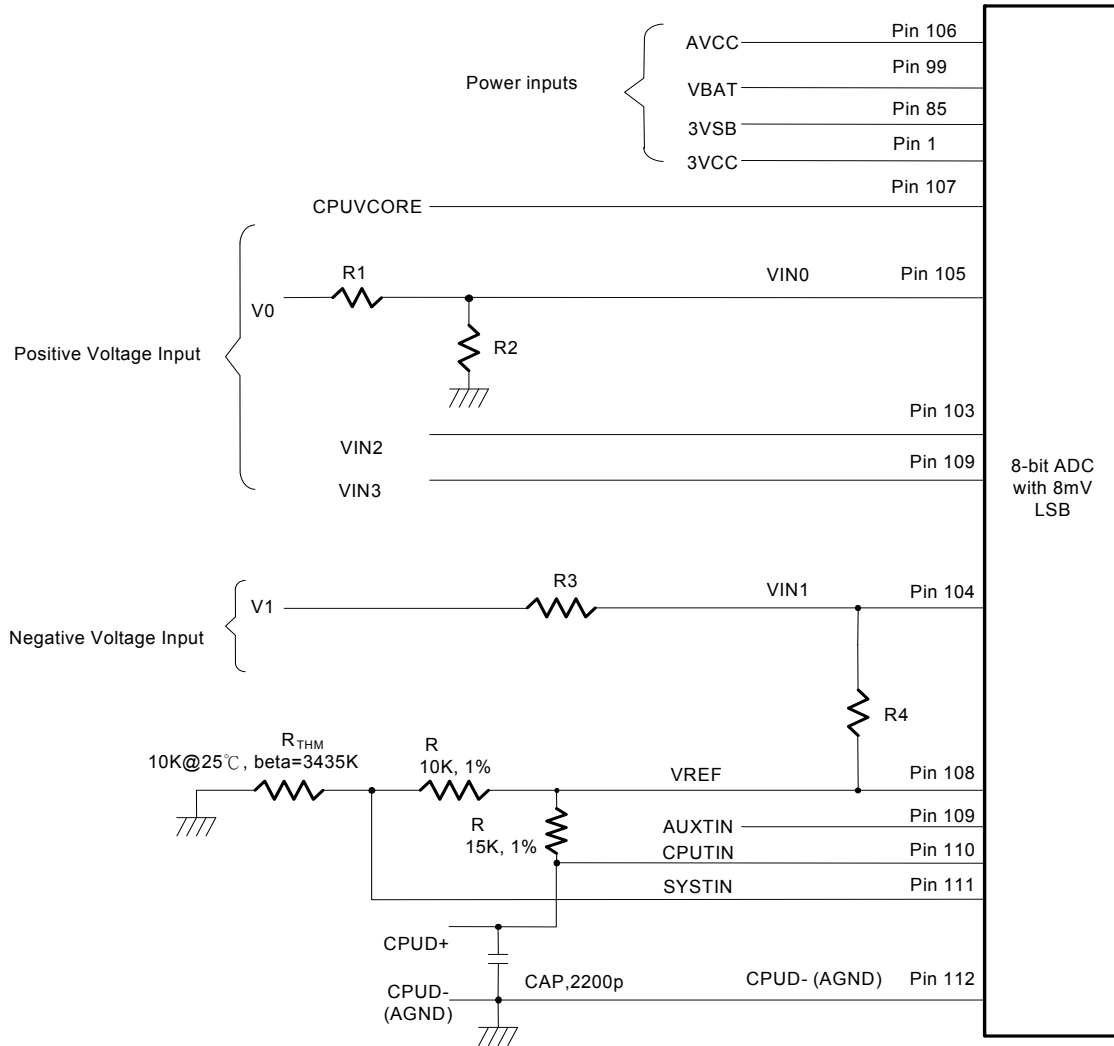 Pin 106
AVCC
Pin 99
Power inputs
VBAT
Pin 85
3VSB
Pin 1
3VCC
Pin 107
CPUVCORE
R1
VIN0
Pin 105
V0
R2
Positive Voltage Input
Pin 103
VIN2
Pin 109
VIN3
8-bit ADC
with 8mV
LSB
R3
VIN1
Pin 104
V1
Negative Voltage Input
R4
RTHM
10K@25℃, beta=3435K
R
10K, 1%
VREF
Pin 108
R
15K, 1%
AUXTIN
Pin 109
CPUTIN
Pin 110
SYSTIN
Pin 111
CPUD+
CAP,2200p
CPUD- (AGND)
Pin 112
CPUD-
(AGND)